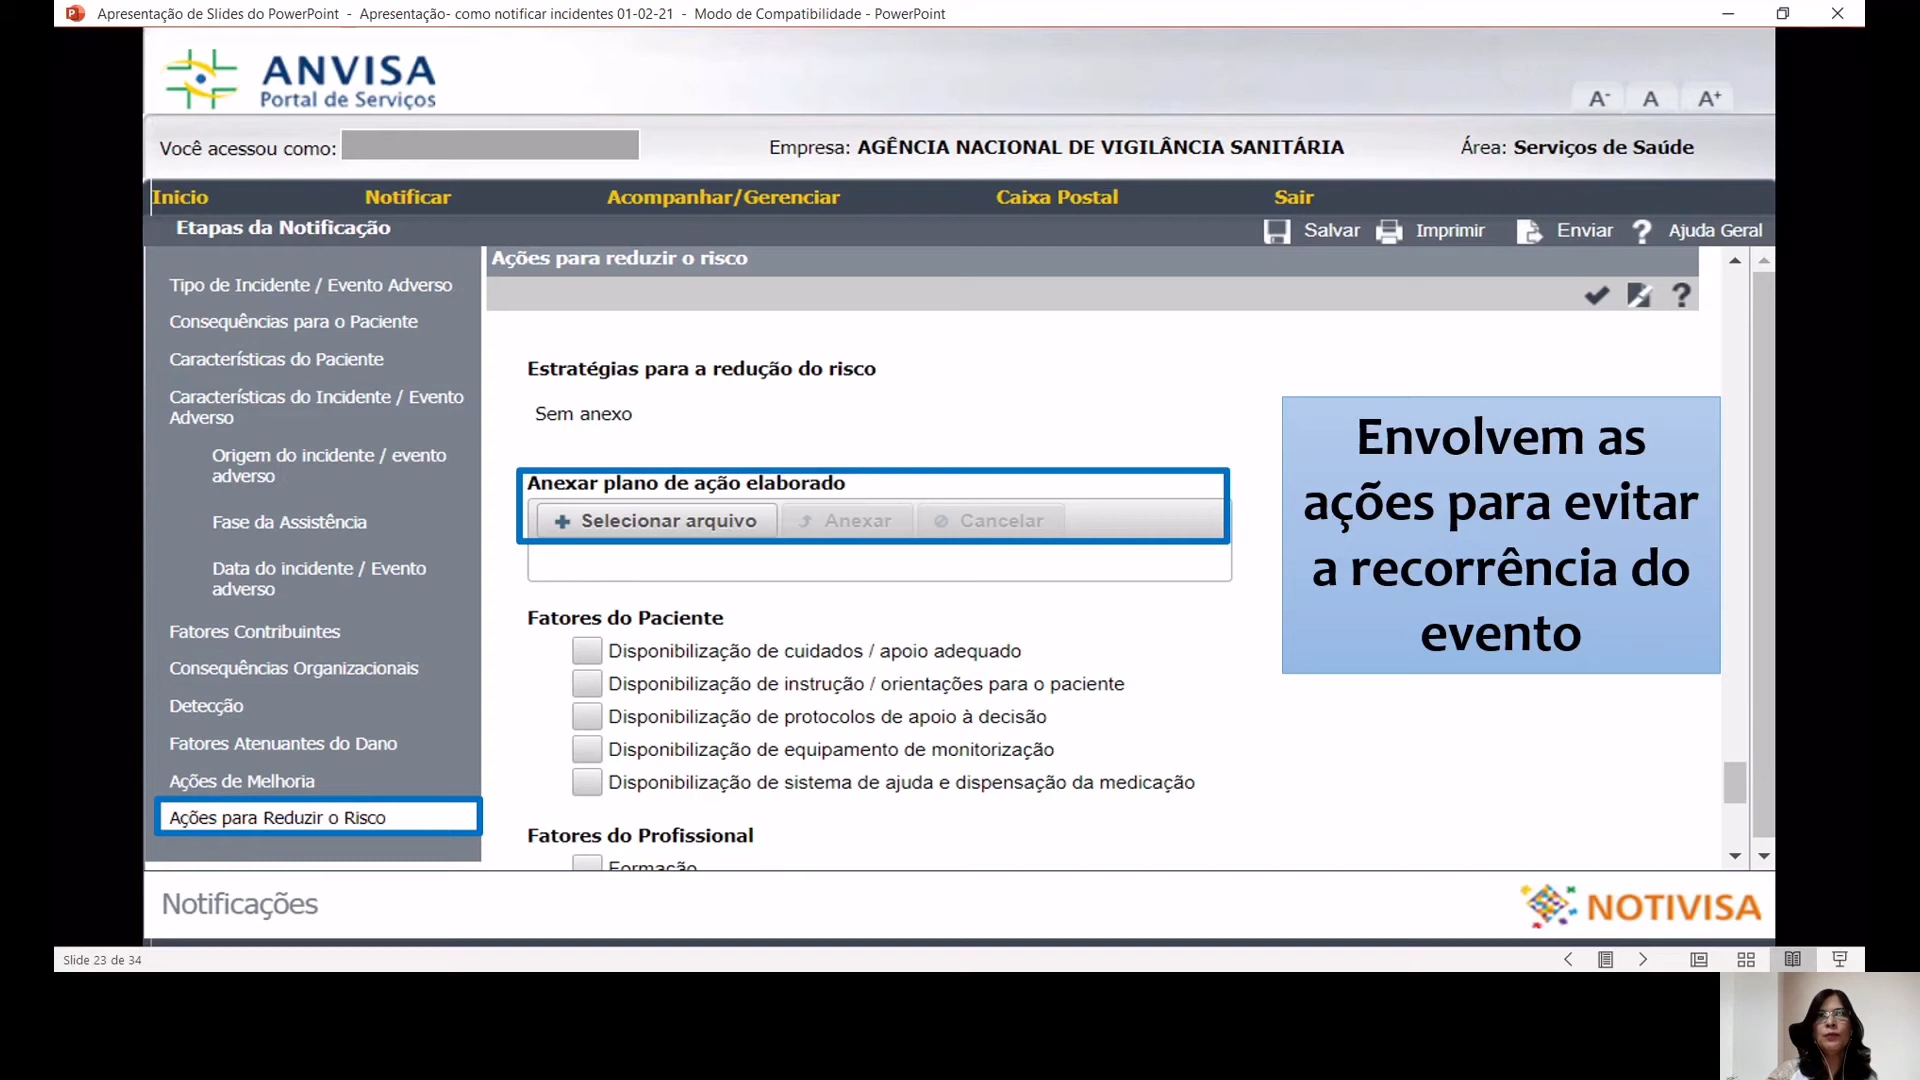 Apresentação de Slides do PowerPoint - Apresentação- como notificar incidentes 01-02-21 - Modo de Compatibilidade - PowerPoint
ANVISA
Portal de Serviços
A- A A+
Você acessou como:
Empresa: AGÊNCIA NACIONAL DE VIGILÂNCIA SANITÁRIA
Área: Serviços de Saúde
Inicio Notificar Acompanhar/Gerenciar Caixa Postal Sair
Etapas da Notificação
Salvar Imprimir Enviar ? Ajuda Geral
Tipo de Incidente / Evento Adverso
Consequências para o Paciente
Características do Paciente
Características do Incidente / Evento
Adverso
Origem do incidente / evento
adverso
Fase da Assistência
Data do incidente / Evento
adverso
Fatores Contribuintes
Consequências Organizacionais
Detecção
Fatores Atenuantes do Dano
Ações de Melhoria
Ações para Reduzir o Risco
Ações para reduzir o risco
?
Estratégias para a redução do risco
Sem anexo
Anexar plano de ação elaborado
Selecionar arquivo Anexar Cancelar
Fatores do Paciente
Disponibilização de cuidados / apoio adequado
Disponibilização de instrução / orientações para o paciente
Disponibilização de protocolos de apoio à decisão
Disponibilização de equipamento de monitorização
Disponibilização de sistema de ajuda e dispensação da medicação
Fatores do Profissional
Formação
Envolvem as
ações para evitar
a recorrência do
evento
Notificações
NOTIVISA
Slide 23 de 34